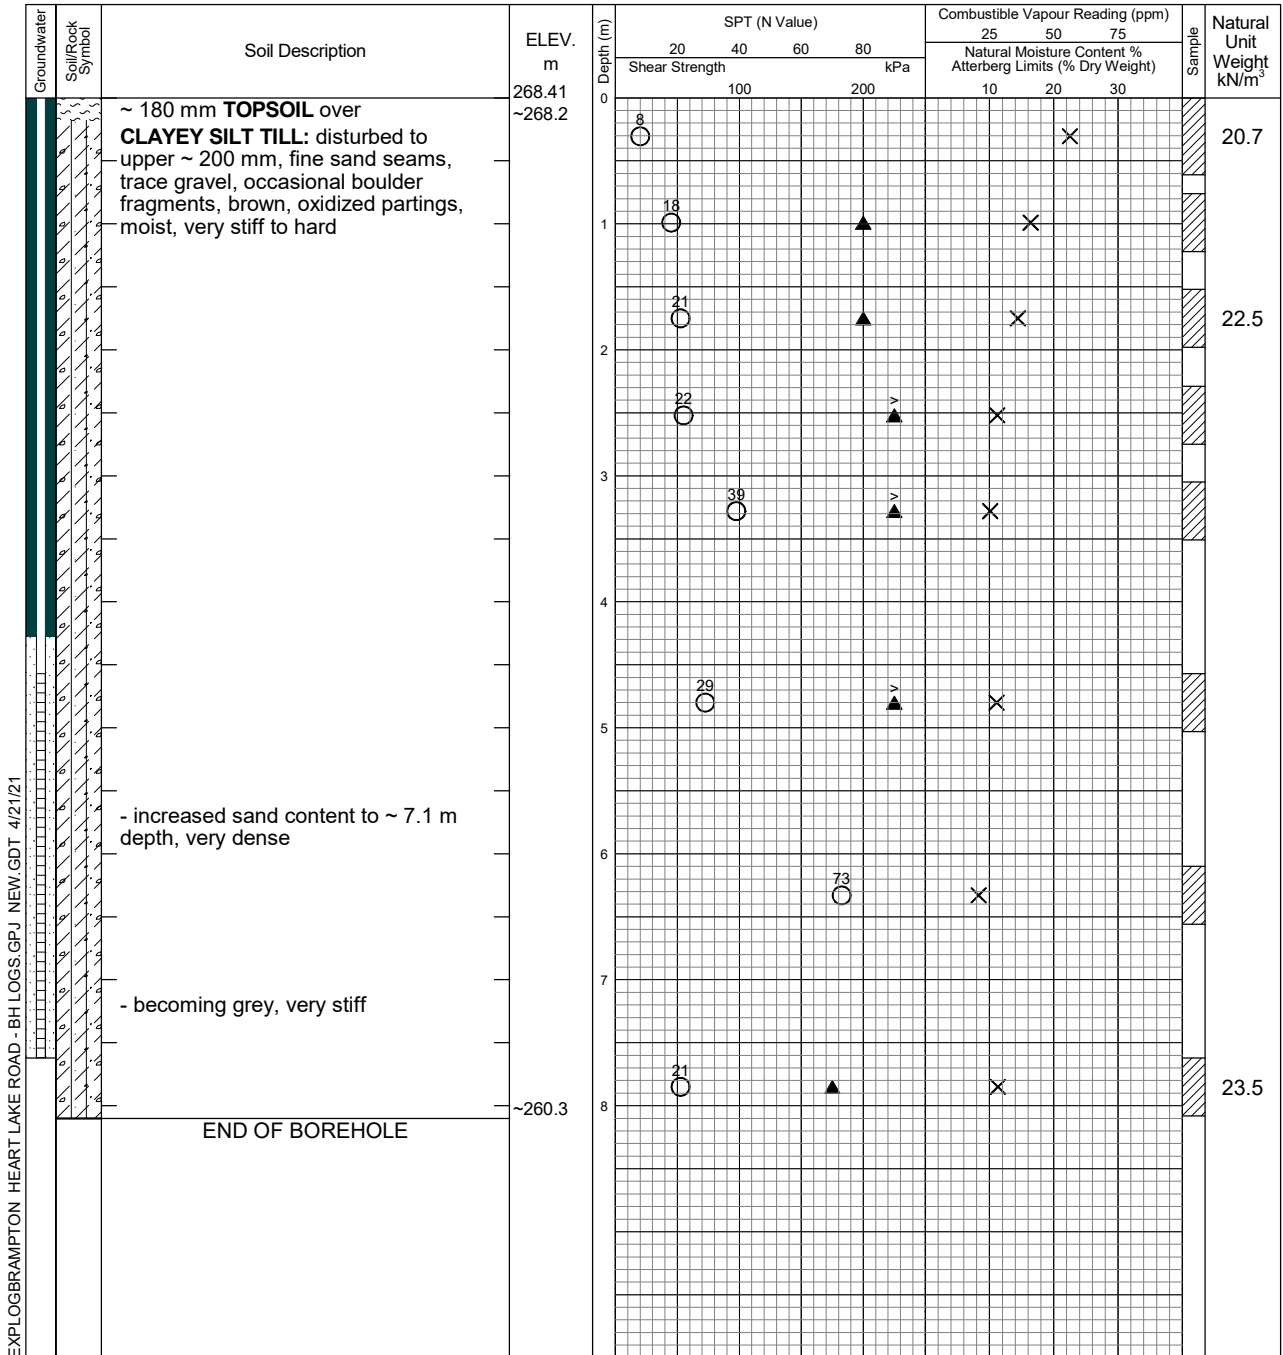 Groundwater
Soil/Rock
Symbol
Soil Description
ELEV.
m
Depth (m)
SPT (N Value)
20 40 60 80
Shear Strength kPa
100 200
Combustible Vapour Reading (ppm)
25 50 75
Natural Moisture Content %
Atterberg Limits (% Dry Weight)
10 20 30
Sample
Natural
Unit
Weight
kN/m³
268.41
0
~ 180 mm TOPSOIL over
~268.2
CLAYEY SILT TILL: disturbed to
upper ~ 200 mm, fine sand seams,
trace gravel, occasional boulder
fragments, brown, oxidized partings,
moist, very stiff to hard
8
20.7
18
1
21
22.5
2
22
>
3
39
>
4
29
>
5
- increased sand content to ~ 7.1 m
depth, very dense
6
73
7
- becoming grey, very stiff
21
23.5
8
~260.3
END OF BOREHOLE
EXPLOGBRAMPTON HEART LAKE ROAD - BH LOGS.GPJ NEW.GDT 4/21/21